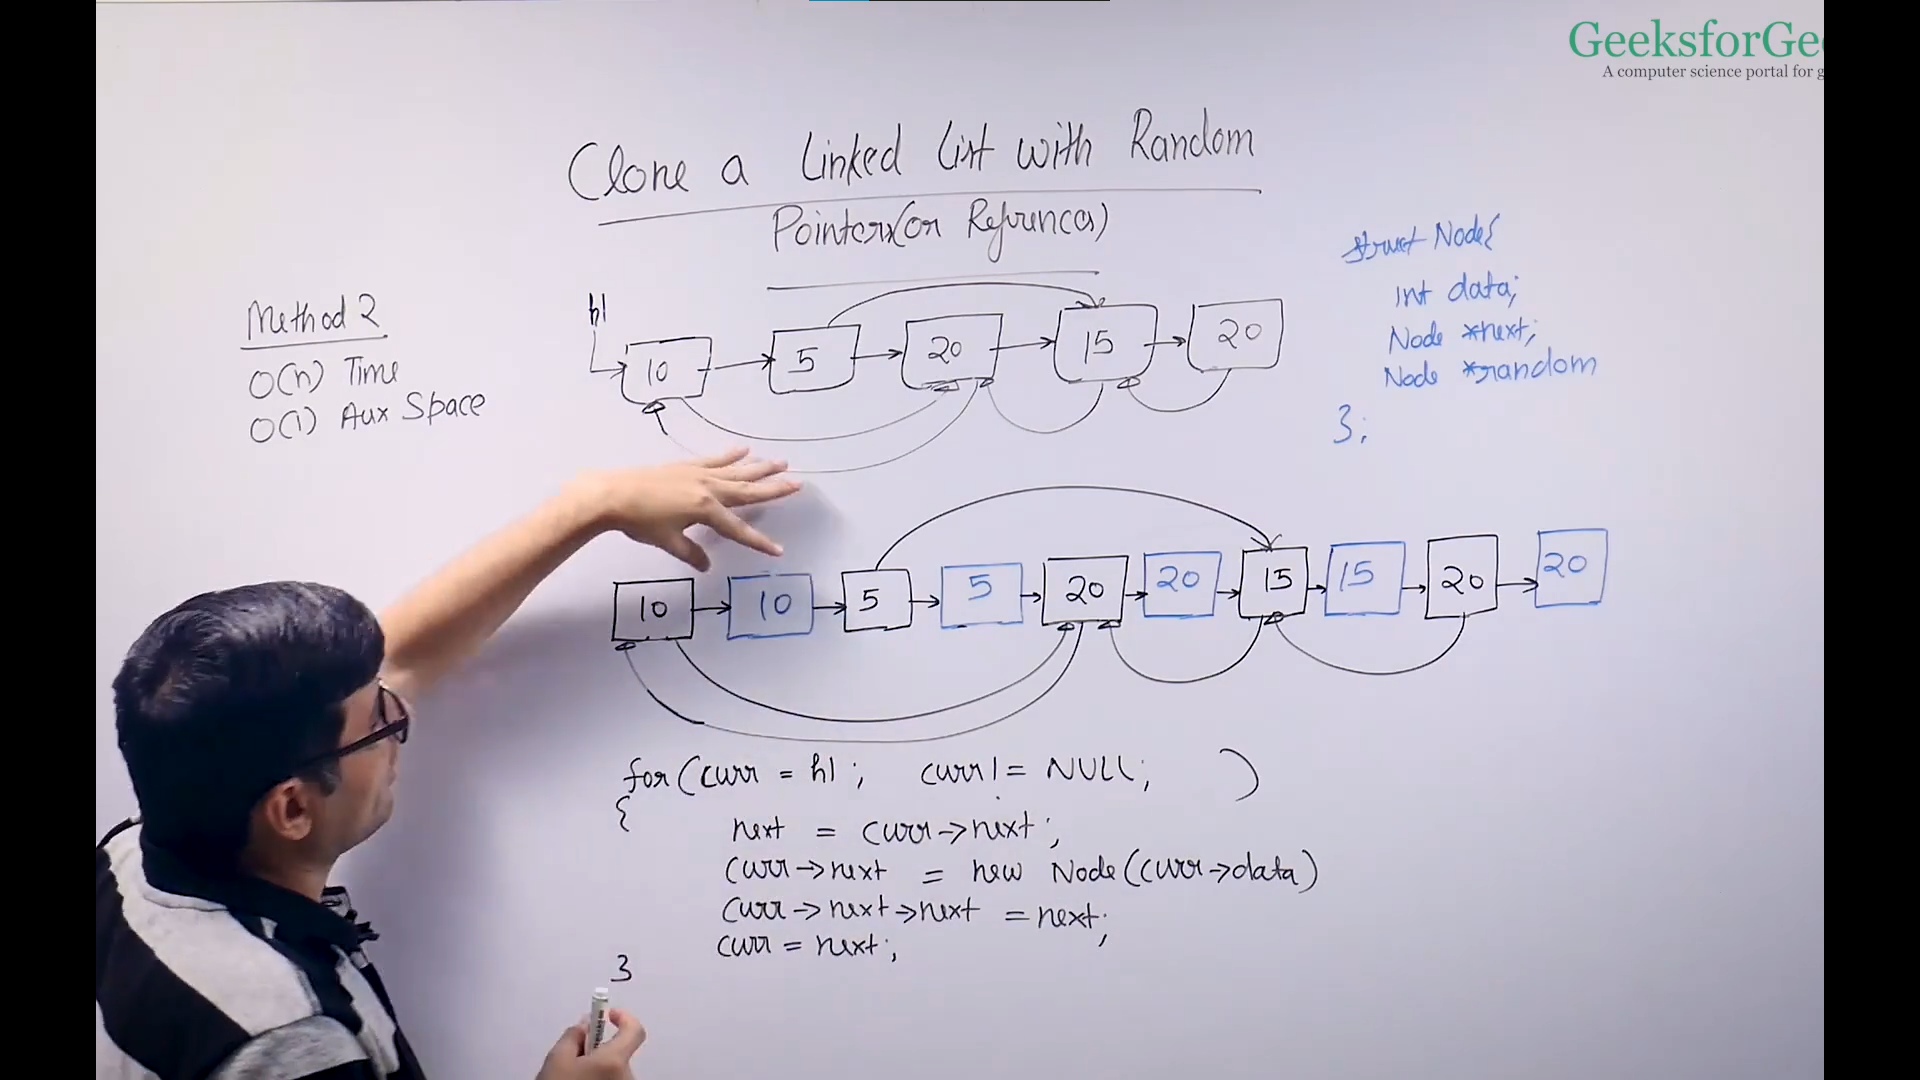 GeeksforGe
A computer science portal for g
Clone a Linked List with Random
Pointers(or Refrences)
struct Node{
int data;
Node *next;
Node *random
};
Method 2
O(n) Time
O(1) Aux Space
h1
10 5 20 15 20
10 10 5 5 20 20 15 15 20 20
for(curr = h1; curr != NULL; )
{
next = curr->next;
curr->next = new Node(curr->data)
curr->next->next = next;
curr = next;
}